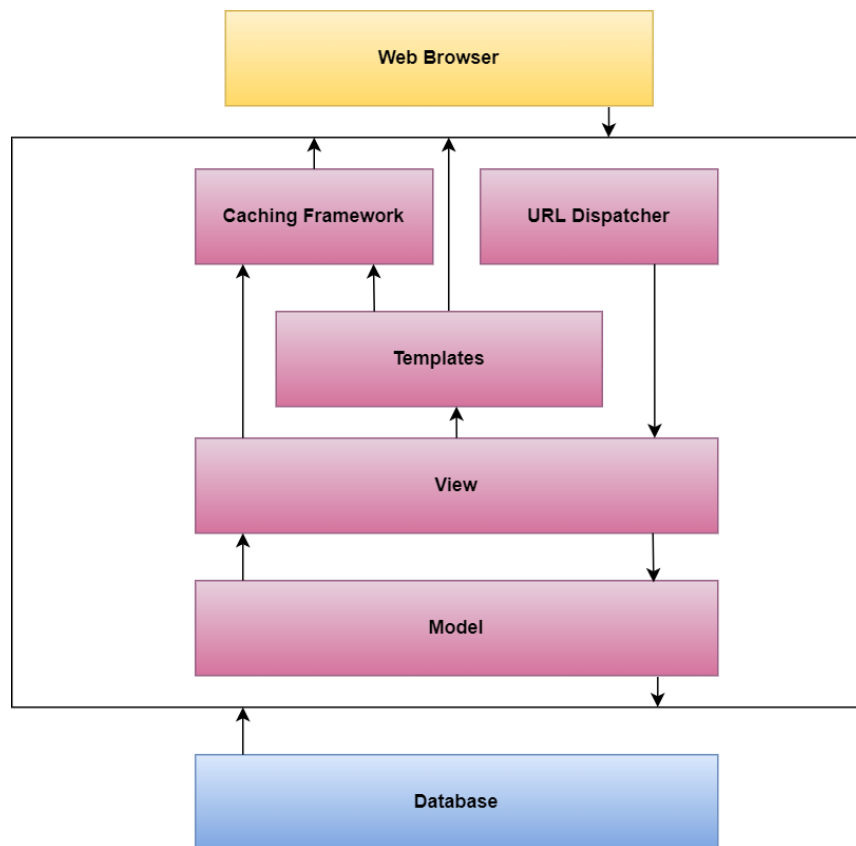 Web Browser
Caching Framework
URL Dispatcher
Templates
View
Model
Database